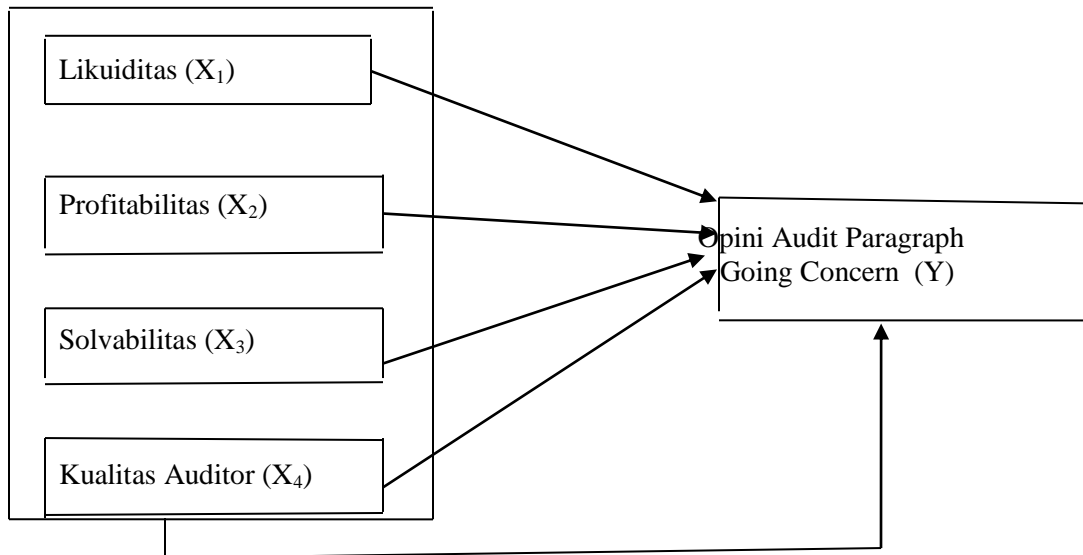 Likuiditas (X₁)
Profitabilitas (X₂)
Opini Audit Paragraph
Going Concern (Y)
Solvabilitas (X₃)
Kualitas Auditor (X₄)